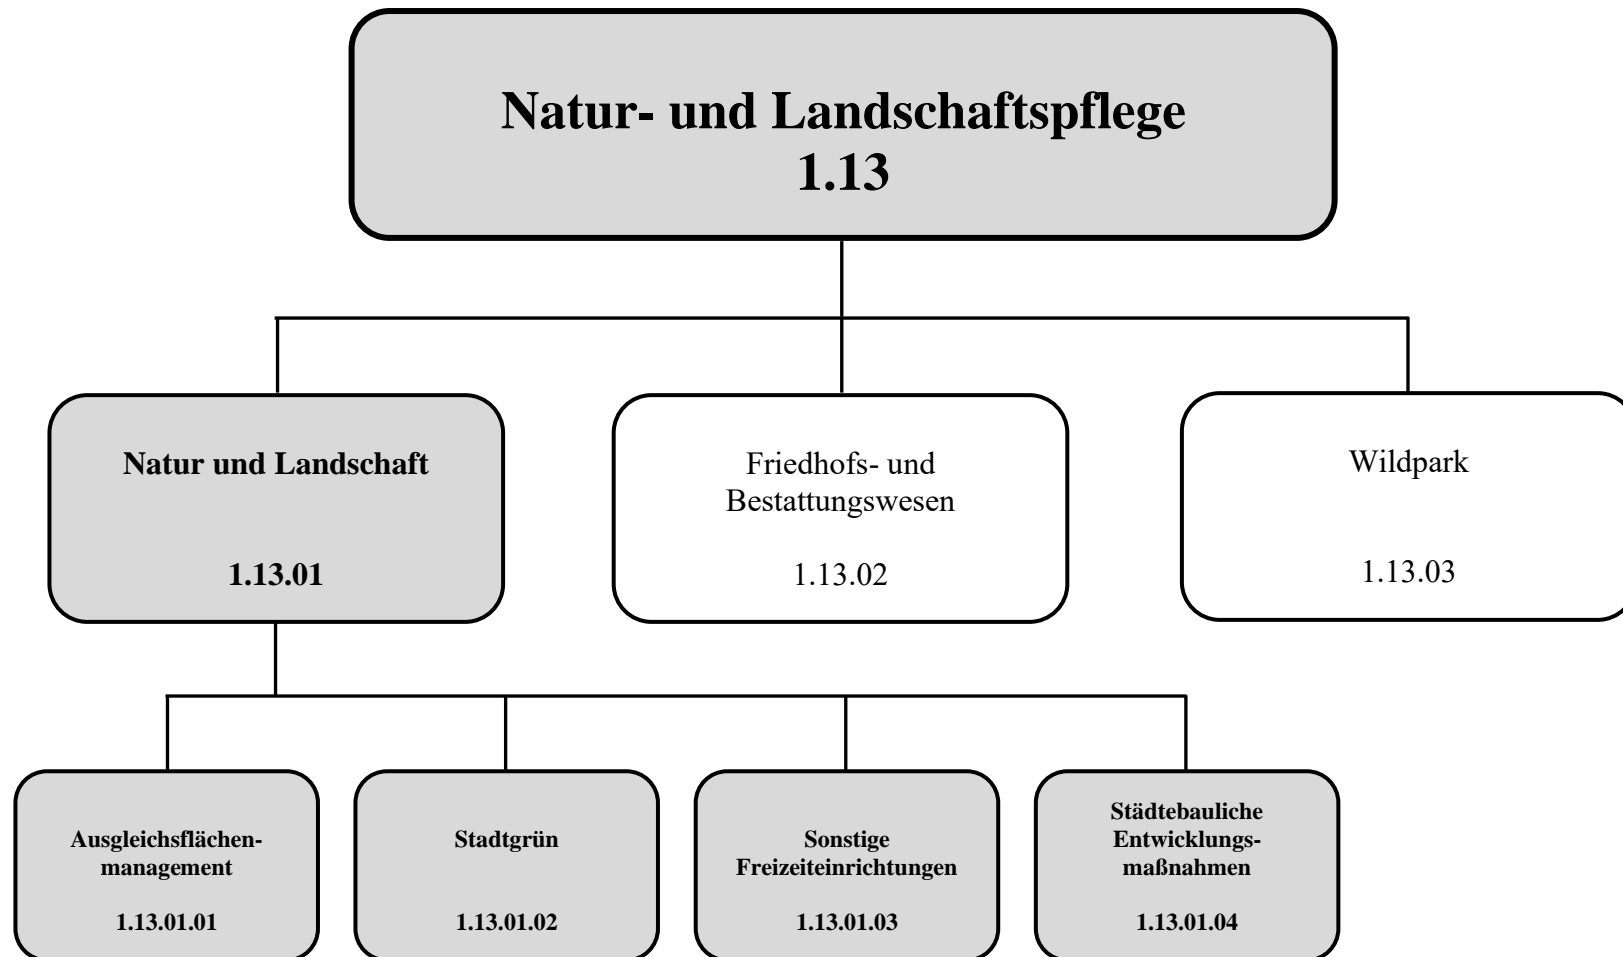 Natur- und Landschaftspflege
1.13
Natur und Landschaft
1.13.01
Friedhofs- und
Bestattungswesen
1.13.02
Wildpark
1.13.03
Ausgleichsflächen-
management
1.13.01.01
Stadtgrün
1.13.01.02
Sonstige
Freizeiteinrichtungen
1.13.01.03
Städtebauliche
Entwicklungs-
maßnahmen
1.13.01.04